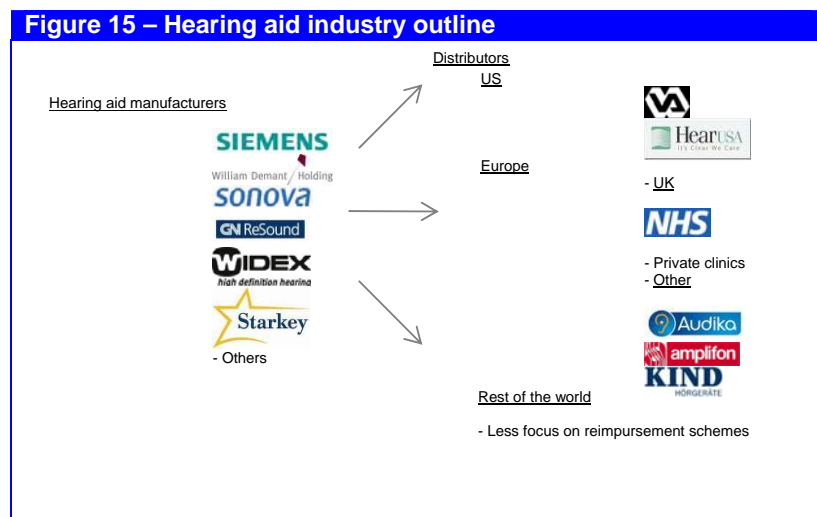 Figure 15 – Hearing aid industry outline
Distributors
US
Hearing aid manufacturers
SIEMENS
William Demant / Holding
sonova
GN ReSound
WIDEX
high definition hearing
Starkey
- Others
VA
HearUSA
It's Clear We Care
Europe
- UK
NHS
- Private clinics
- Other
Audika
amplifon
KIND
HÖRGERÄTE
Rest of the world
- Less focus on reimpursement schemes